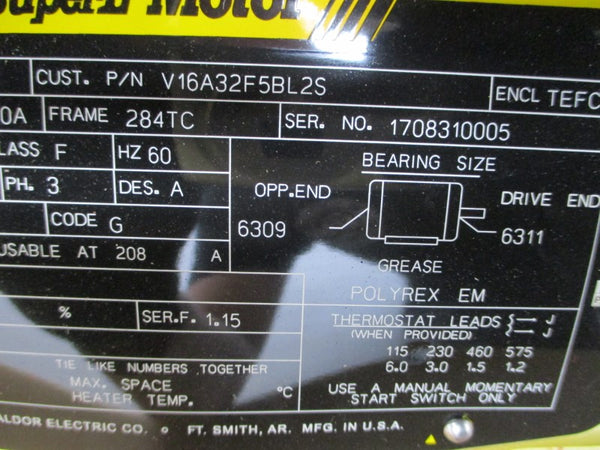 Super-E Motor
CUST. P/N V16A32F5BL2S
ENCL TEFC
0A FRAME 284TC SER. NO. 1708310005
LASS F HZ 60
BEARING SIZE
PH. 3 DES. A
OPP.END DRIVE END
CODE G
6309 6311
USABLE AT 208 A
GREASE
POLYREX EM
% SER.F. 1.15
THERMOSTAT LEADS J
(WHEN PROVIDED) J
115 230 460 575
6.0 3.0 1.5 1.2
TIE LIKE NUMBERS TOGETHER
MAX. SPACE
HEATER TEMP. °C
USE A MANUAL MOMENTARY
START SWITCH ONLY
ALDOR ELECTRIC CO. FT. SMITH, AR. MFG. IN U.S.A.